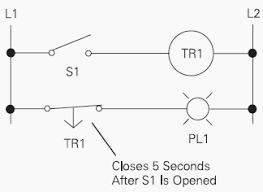 L1
L2
TR1
S1
TR1
PL1
Closes 5 Seconds
After S1 Is Opened